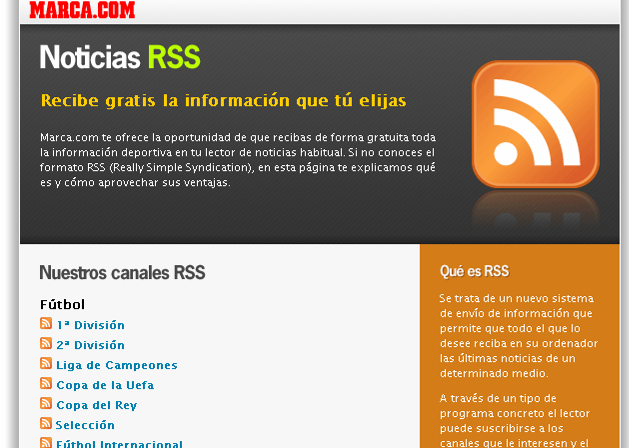 MARCA.COM
Noticias RSS
Recibe gratis la información que tú elijas
Marca.com te ofrece la oportunidad de que recibas de forma gratuita toda
la información deportiva en tu lector de noticias habitual. Si no conoces el
formato RSS (Really Simple Syndication), en esta página te explicamos qué
es y cómo aprovechar sus ventajas.
Nuestros canales RSS
Fútbol
1ª División
2ª División
Liga de Campeones
Copa de la Uefa
Copa del Rey
Selección
Fútbol Internacional
Qué es RSS
Se trata de un nuevo sistema
de envío de información que
permite que todo el que lo
desee reciba en su ordenador
las últimas noticias de un
determinado medio.
A través de un tipo de
programa concreto el lector
puede suscribirse a los
canales que le interesen y el